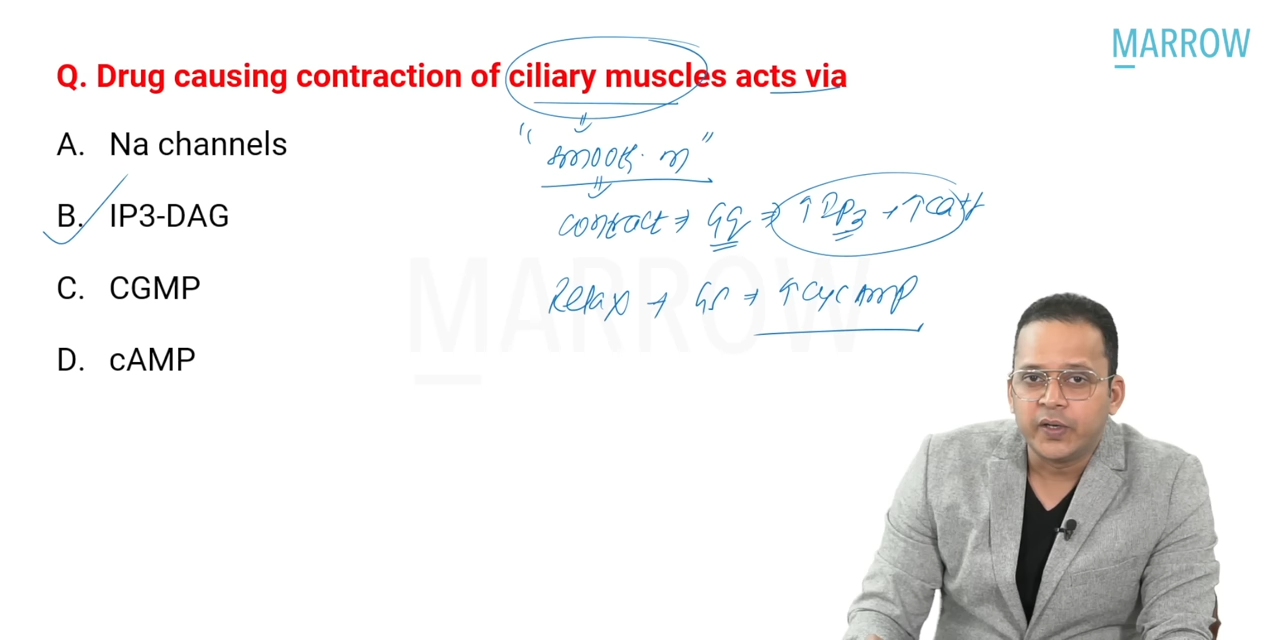 MARROW
Q. Drug causing contraction of ciliary muscles acts via
A. Na channels
"smooth. m"
B. IP3-DAG
contract ⇒ Gq ⇒ ↑IP3 + ↑Ca++
C. CGMP
Relax → Gs ⇒ ↑cyc AMP
D. cAMP
MARROW